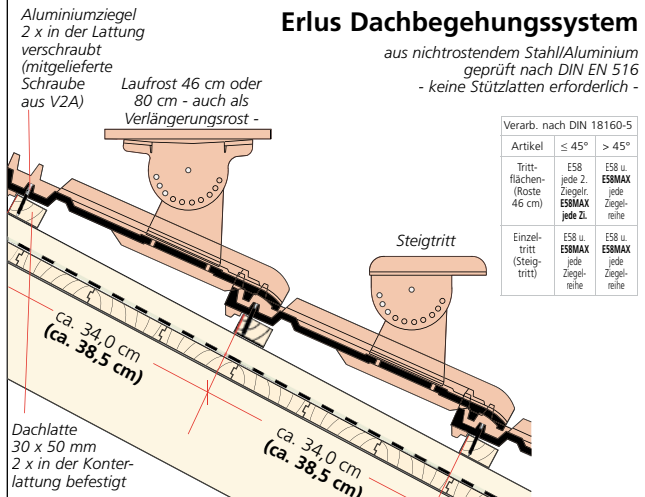 Aluminiumziegel
2 x in der Lattung
verschraubt
(mitgelieferte
Schraube
aus V2A)
Erlus Dachbegehungssystem
aus nichtrostendem Stahl/Aluminium
geprüft nach DIN EN 516
- keine Stützlatten erforderlich -
Laufrost 46 cm oder
80 cm - auch als
Verlängerungsrost -
Verarb. nach DIN 18160-5
Artikel ≤ 45° > 45°
Tritt- E58 E58 u.
flächen- jede 2. E58MAX
(Roste Ziegelr. jede
46 cm) E58MAX Ziegel-
jede Zi. reihe
Einzel- E58 u. E58 u.
tritt E58MAX E58MAX
(Steig- jede jede
tritt) Ziegel- Ziegel-
reihe reihe
Steigtritt
ca. 34,0 cm
(ca. 38,5 cm)
ca. 34,0 cm
(ca. 38,5 cm)
Dachlatte
30 x 50 mm
2 x in der Konter-
lattung befestigt